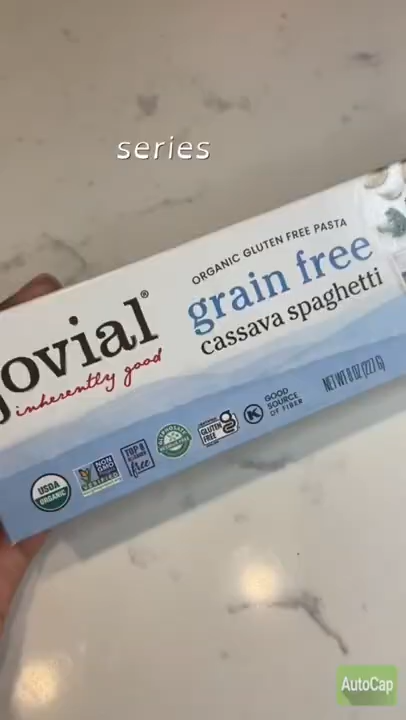 series
ORGANIC GLUTEN FREE PASTA
grain free
cassava spaghetti
jovial®
inherently good
USDA
ORGANIC
NON
GMO
VERIFIED
TOP 8
free
GLUTEN
FREE
K
GOOD
SOURCE
OF FIBER
NET WT 8 OZ (227 G)
AutoCap